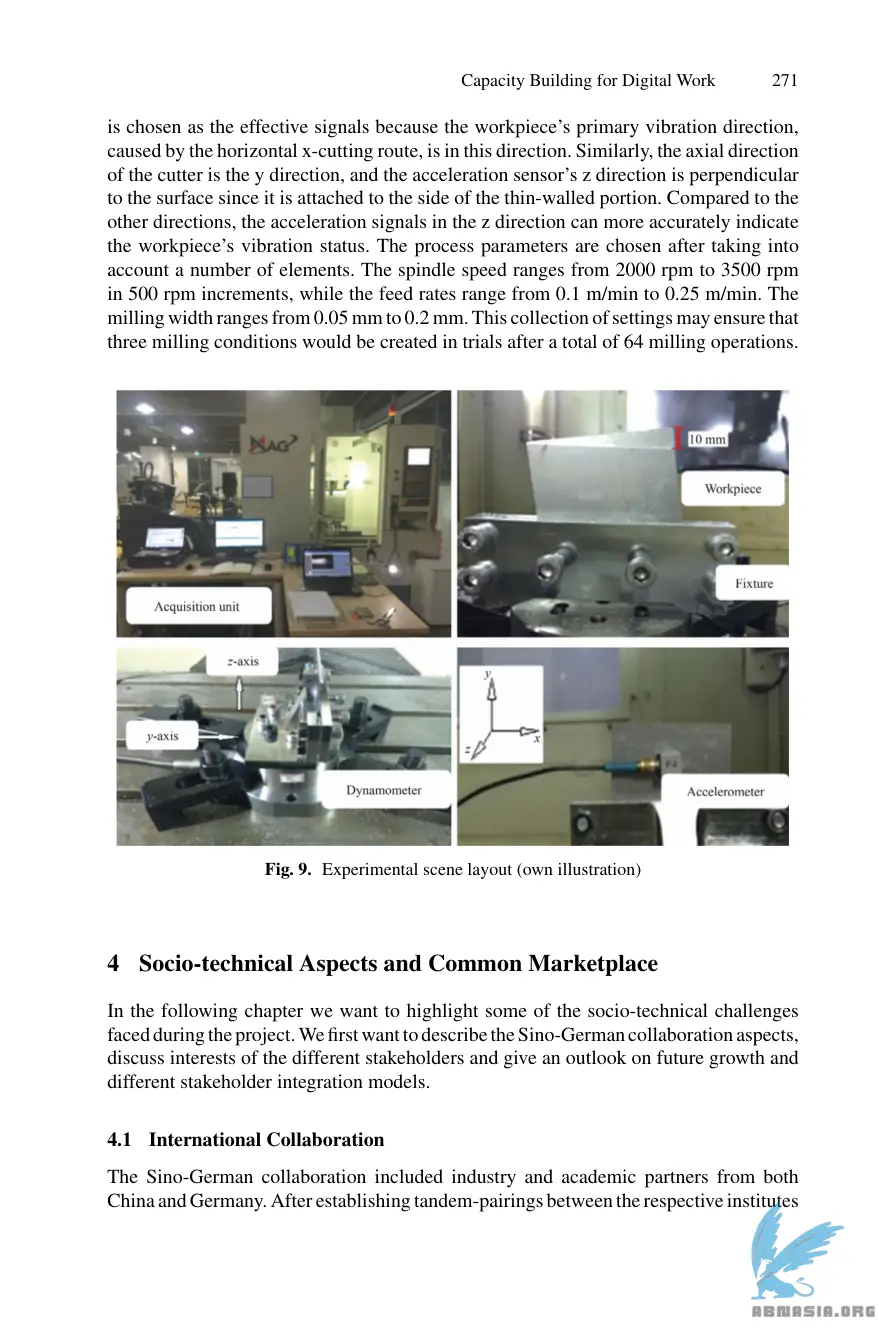 Capacity Building for Digital Work 271
is chosen as the effective signals because the workpiece's primary vibration direction,
caused by the horizontal x-cutting route, is in this direction. Similarly, the axial direction
of the cutter is the y direction, and the acceleration sensor's z direction is perpendicular
to the surface since it is attached to the side of the thin-walled portion. Compared to the
other directions, the acceleration signals in the z direction can more accurately indicate
the workpiece's vibration status. The process parameters are chosen after taking into
account a number of elements. The spindle speed ranges from 2000 rpm to 3500 rpm
in 500 rpm increments, while the feed rates range from 0.1 m/min to 0.25 m/min. The
milling width ranges from 0.05 mm to 0.2 mm. This collection of settings may ensure that
three milling conditions would be created in trials after a total of 64 milling operations.
MAG
Acquisition unit
10 mm
Workpiece
Fixture
z-axis
y-axis
Dynamometer
y
x
z
Accelerometer
Fig. 9. Experimental scene layout (own illustration)
4 Socio-technical Aspects and Common Marketplace
In the following chapter we want to highlight some of the socio-technical challenges
faced during the project. We first want to describe the Sino-German collaboration aspects,
discuss interests of the different stakeholders and give an outlook on future growth and
different stakeholder integration models.
4.1 International Collaboration
The Sino-German collaboration included industry and academic partners from both
China and Germany. After establishing tandem-pairings between the respective institutes
ABNASIA.ORG